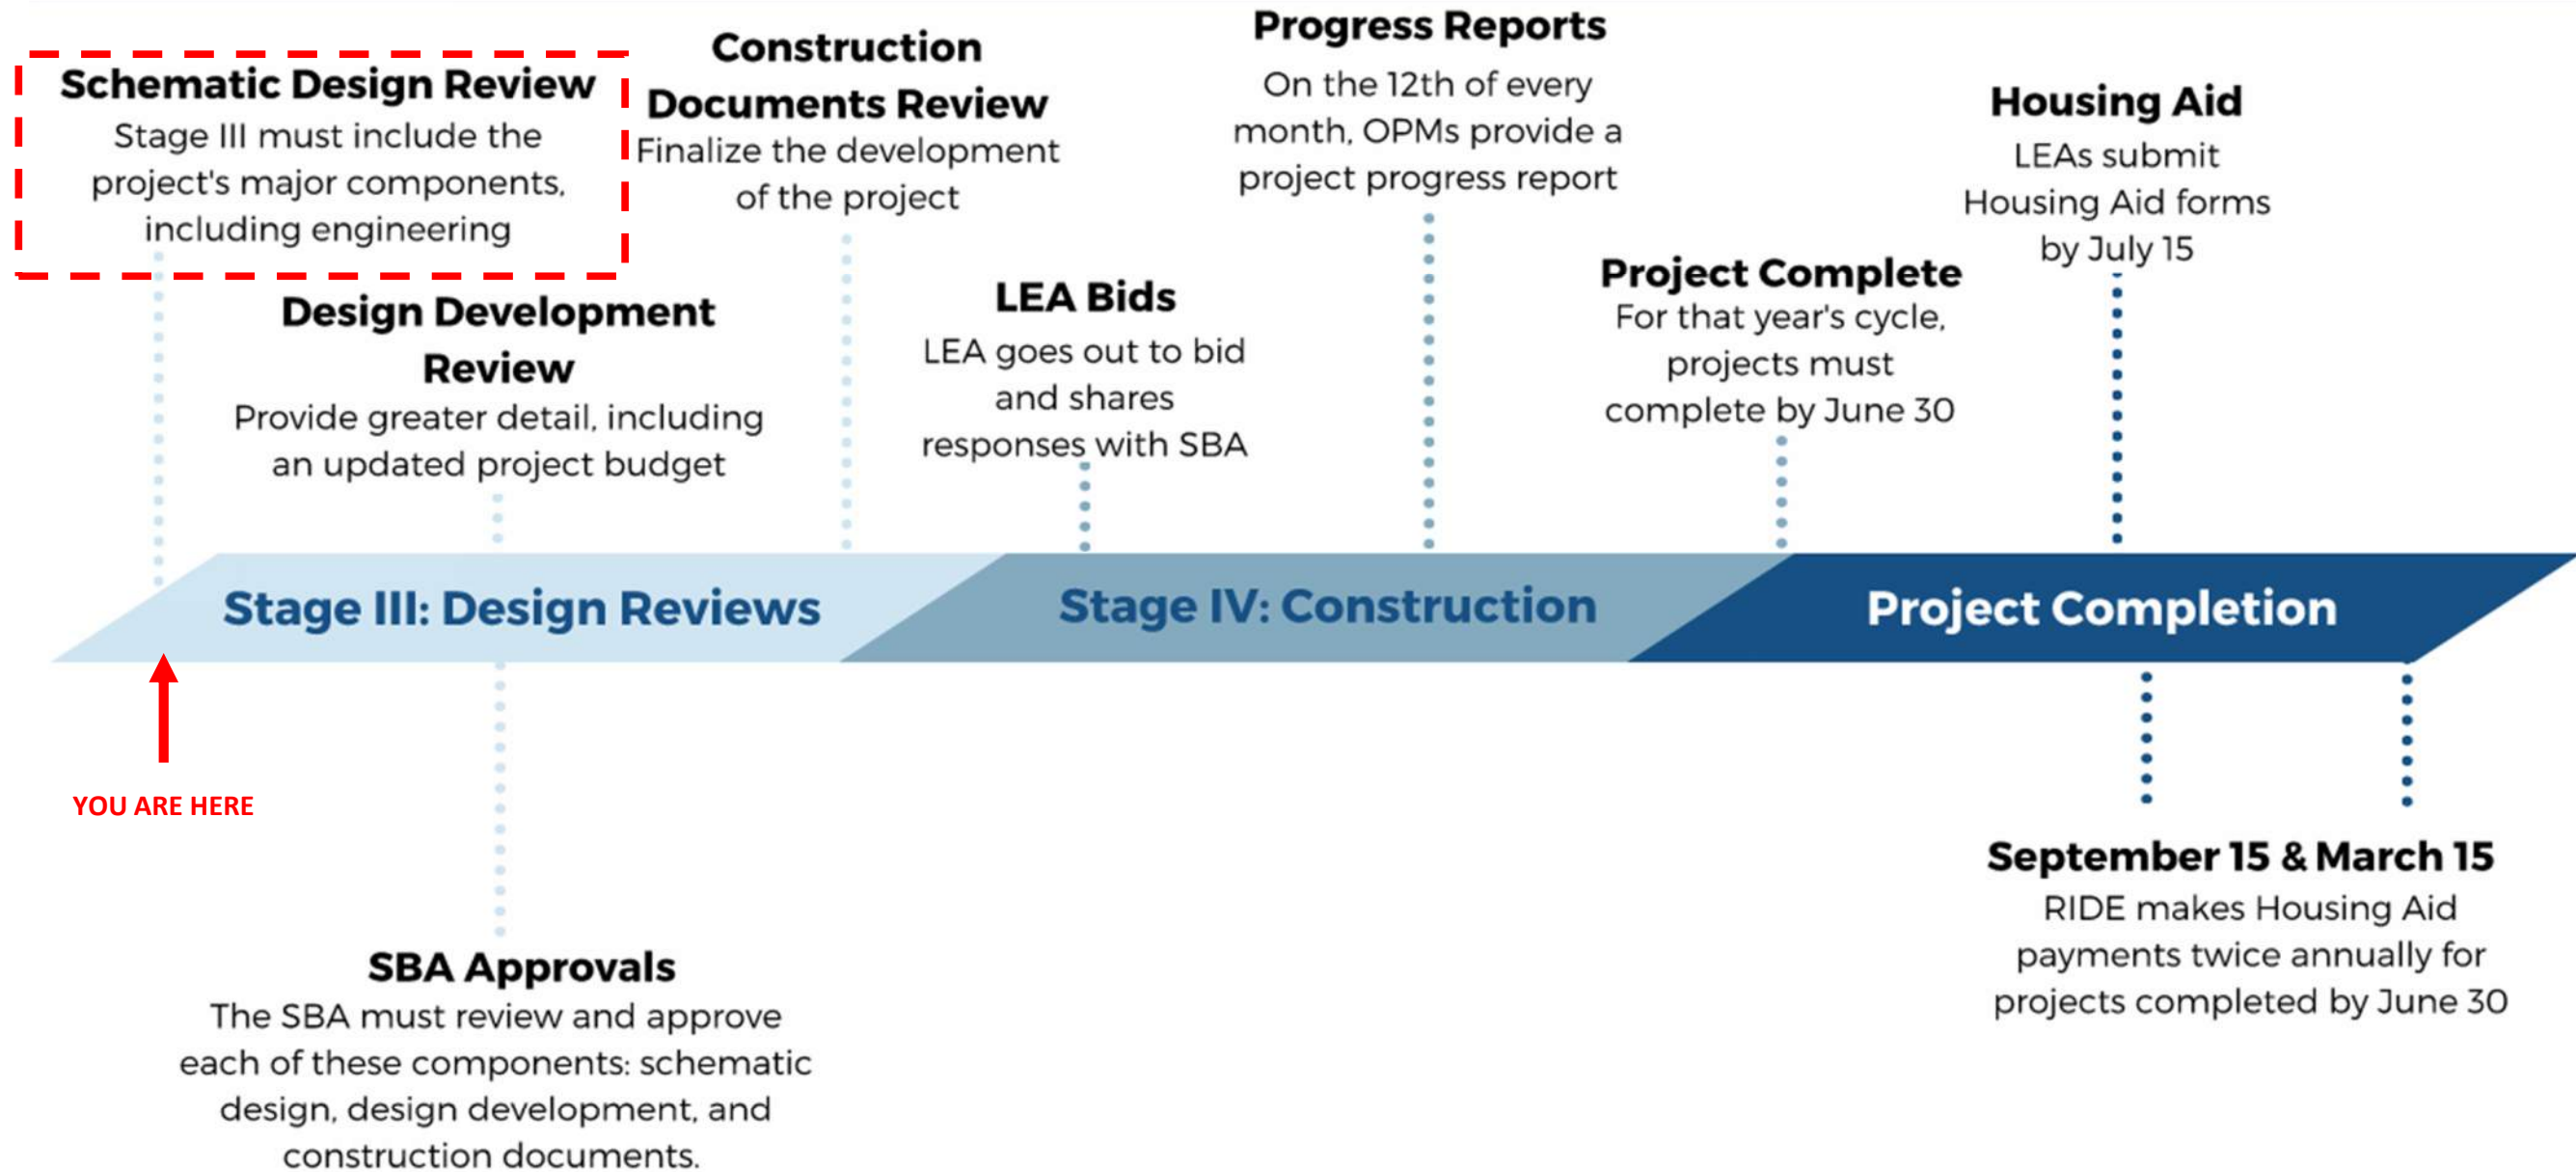 Schematic Design Review
Stage III must include the
project's major components,
including engineering
Design Development
Review
Provide greater detail, including
an updated project budget
Construction
Documents Review
Finalize the development
of the project
LEA Bids
LEA goes out to bid
and shares
responses with SBA
Progress Reports
On the 12th of every
month, OPMs provide a
project progress report
Project Complete
For that year's cycle,
projects must
complete by June 30
Housing Aid
LEAs submit
Housing Aid forms
by July 15
Stage III: Design Reviews
Stage IV: Construction
Project Completion
YOU ARE HERE
SBA Approvals
The SBA must review and approve
each of these components: schematic
design, design development, and
construction documents.
September 15 & March 15
RIDE makes Housing Aid
payments twice annually for
projects completed by June 30